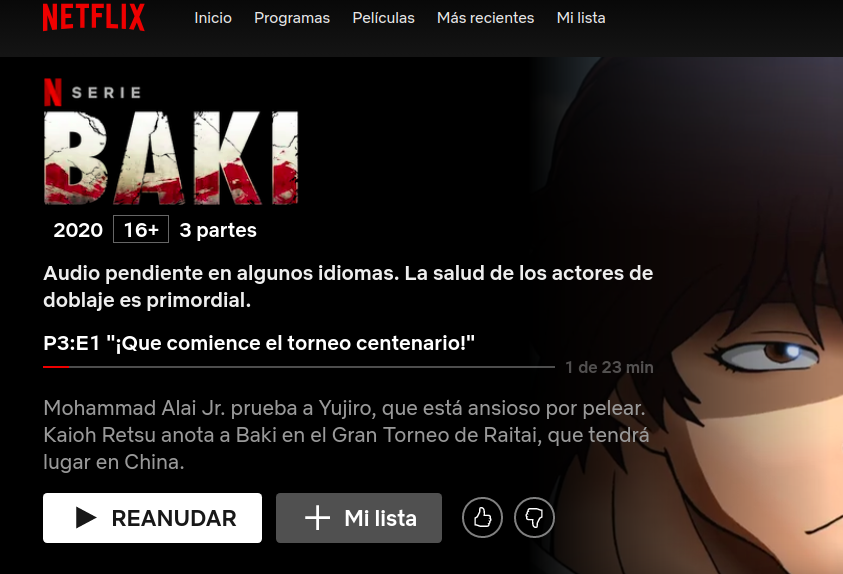 NETFLIX Inicio Programas Películas Más recientes Mi lista
N SERIE
BAKI
2020 16+ 3 partes
Audio pendiente en algunos idiomas. La salud de los actores de
doblaje es primordial.
P3:E1 "¡Que comience el torneo centenario!"
1 de 23 min
Mohammad Alai Jr. prueba a Yujiro, que está ansioso por pelear.
Kaioh Retsu anota a Baki en el Gran Torneo de Raitai, que tendrá
lugar en China.
REANUDAR Mi lista